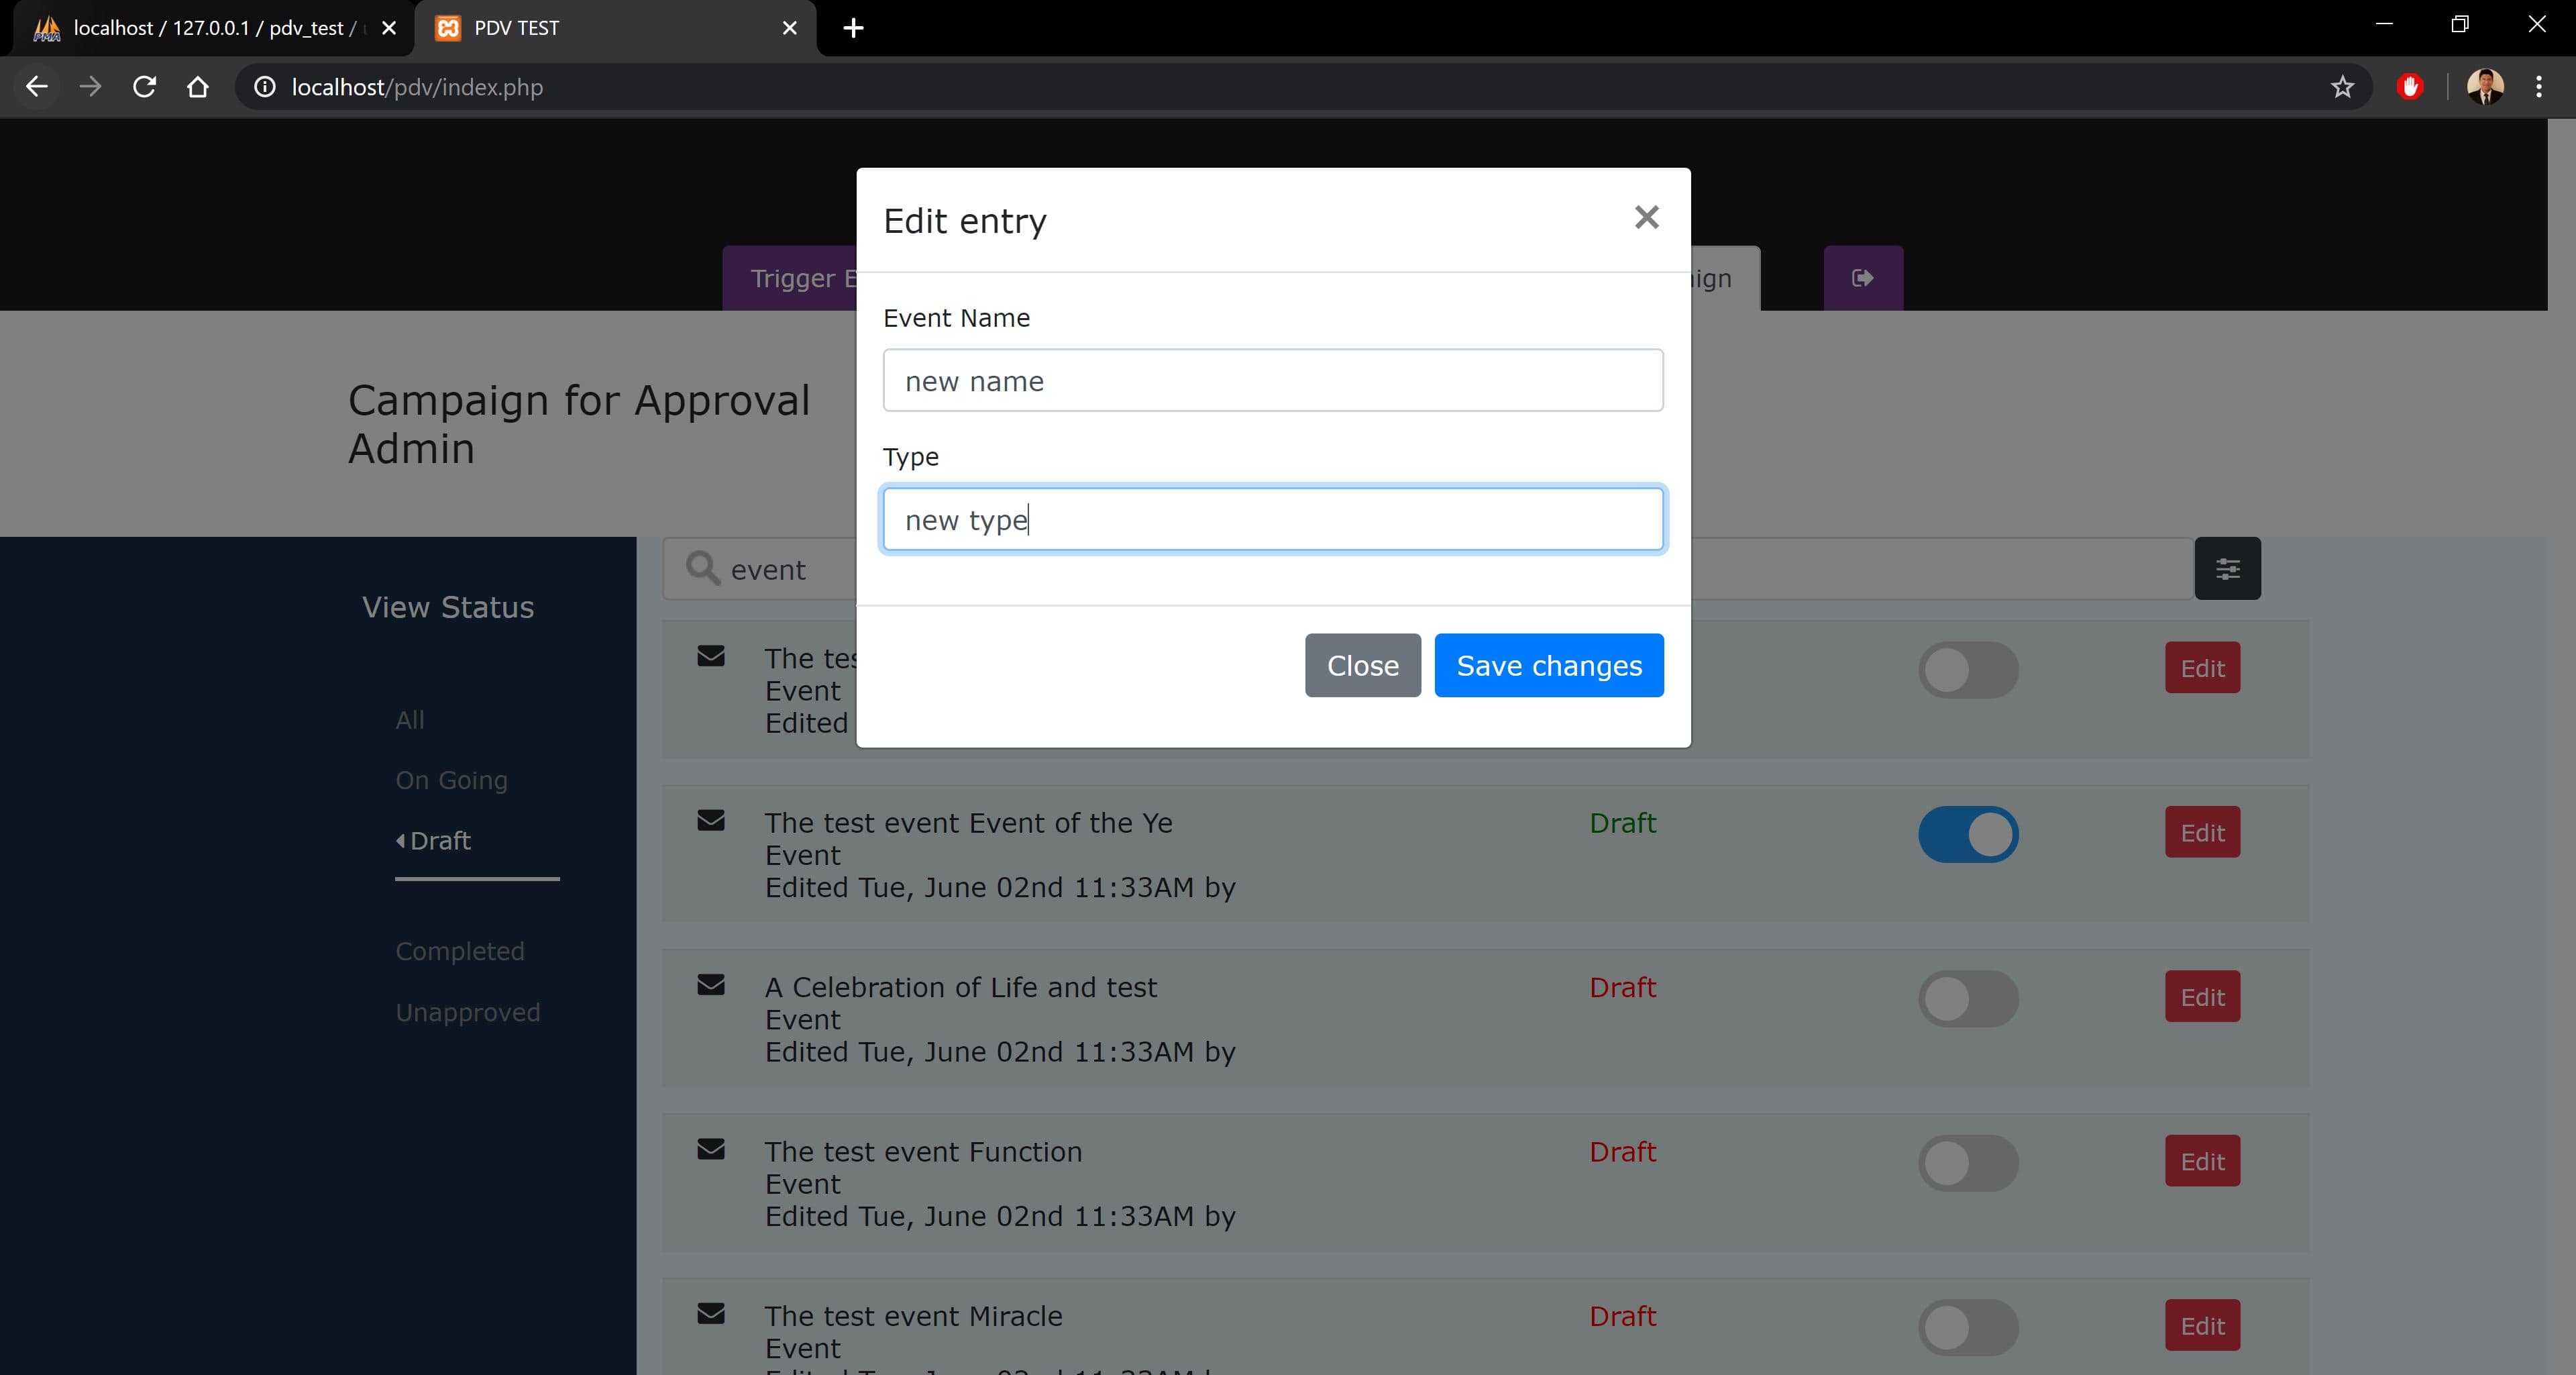 localhost / 127.0.0.1 / pdv_test /
PDV TEST
localhost/pdv/index.php
Edit entry
Trigger
Event Name
new name
Type
new type
Close
Save changes
Campaign for Approval
Admin
event
View Status
All
On Going
Draft
Completed
Unapproved
The
Event
Edited
Edit
The test event Event of the Ye
Event
Edited Tue, June 02nd 11:33AM by
Draft
Edit
A Celebration of Life and test
Event
Edited Tue, June 02nd 11:33AM by
Draft
Edit
The test event Function
Event
Edited Tue, June 02nd 11:33AM by
Draft
Edit
The test event Miracle
Event
Draft
Edit